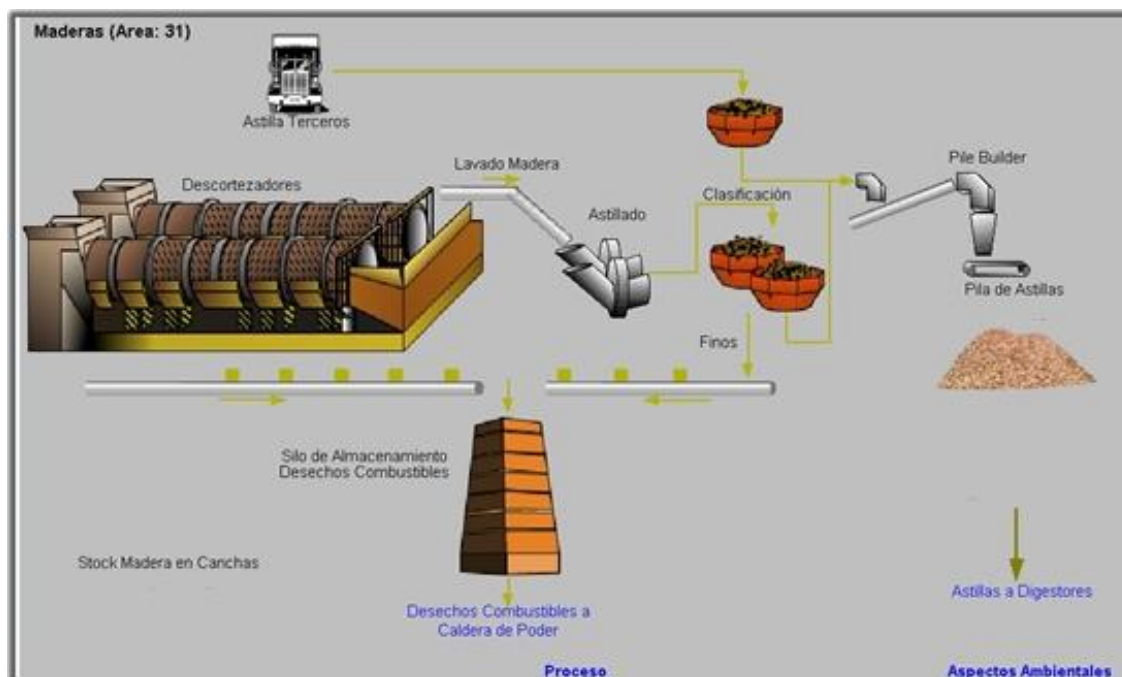 Maderas (Area: 31)
Astilla Terceros
Lavado Madera
Pile Builder
Descortezadores
Clasificación
Astillado
Pila de Astillas
Finos
Silo de Almacenamiento
Desechos Combustibles
Stock Madera en Canchas
Astillas a Digestores
Desechos Combustibles a
Caldera de Poder
Proceso
Aspectos Ambientales